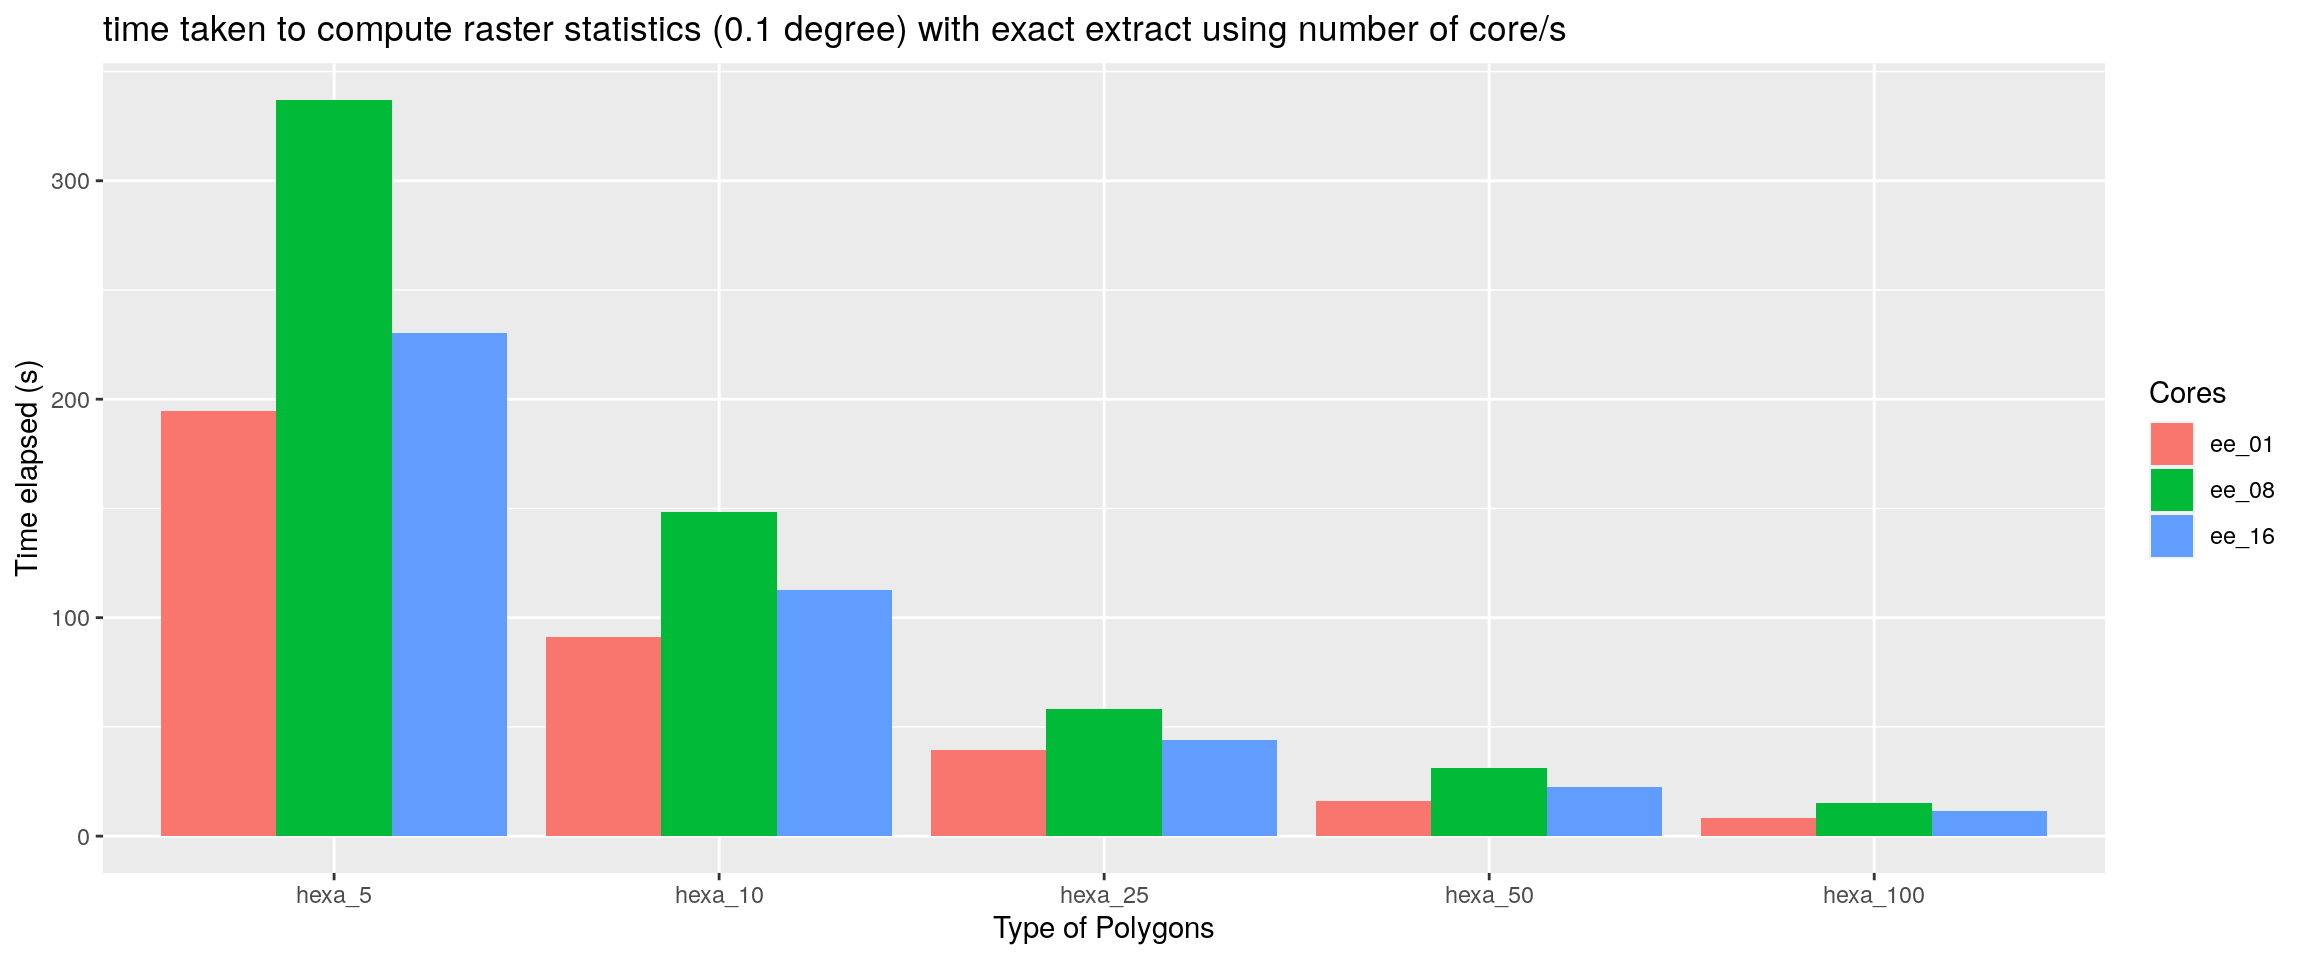 time taken to compute raster statistics (0.1 degree) with exact extract using number of core/s
Time elapsed (s)
300
200
100
0
hexa_5
hexa_10
hexa_25
hexa_50
hexa_100
Type of Polygons
Cores
ee_01
ee_08
ee_16